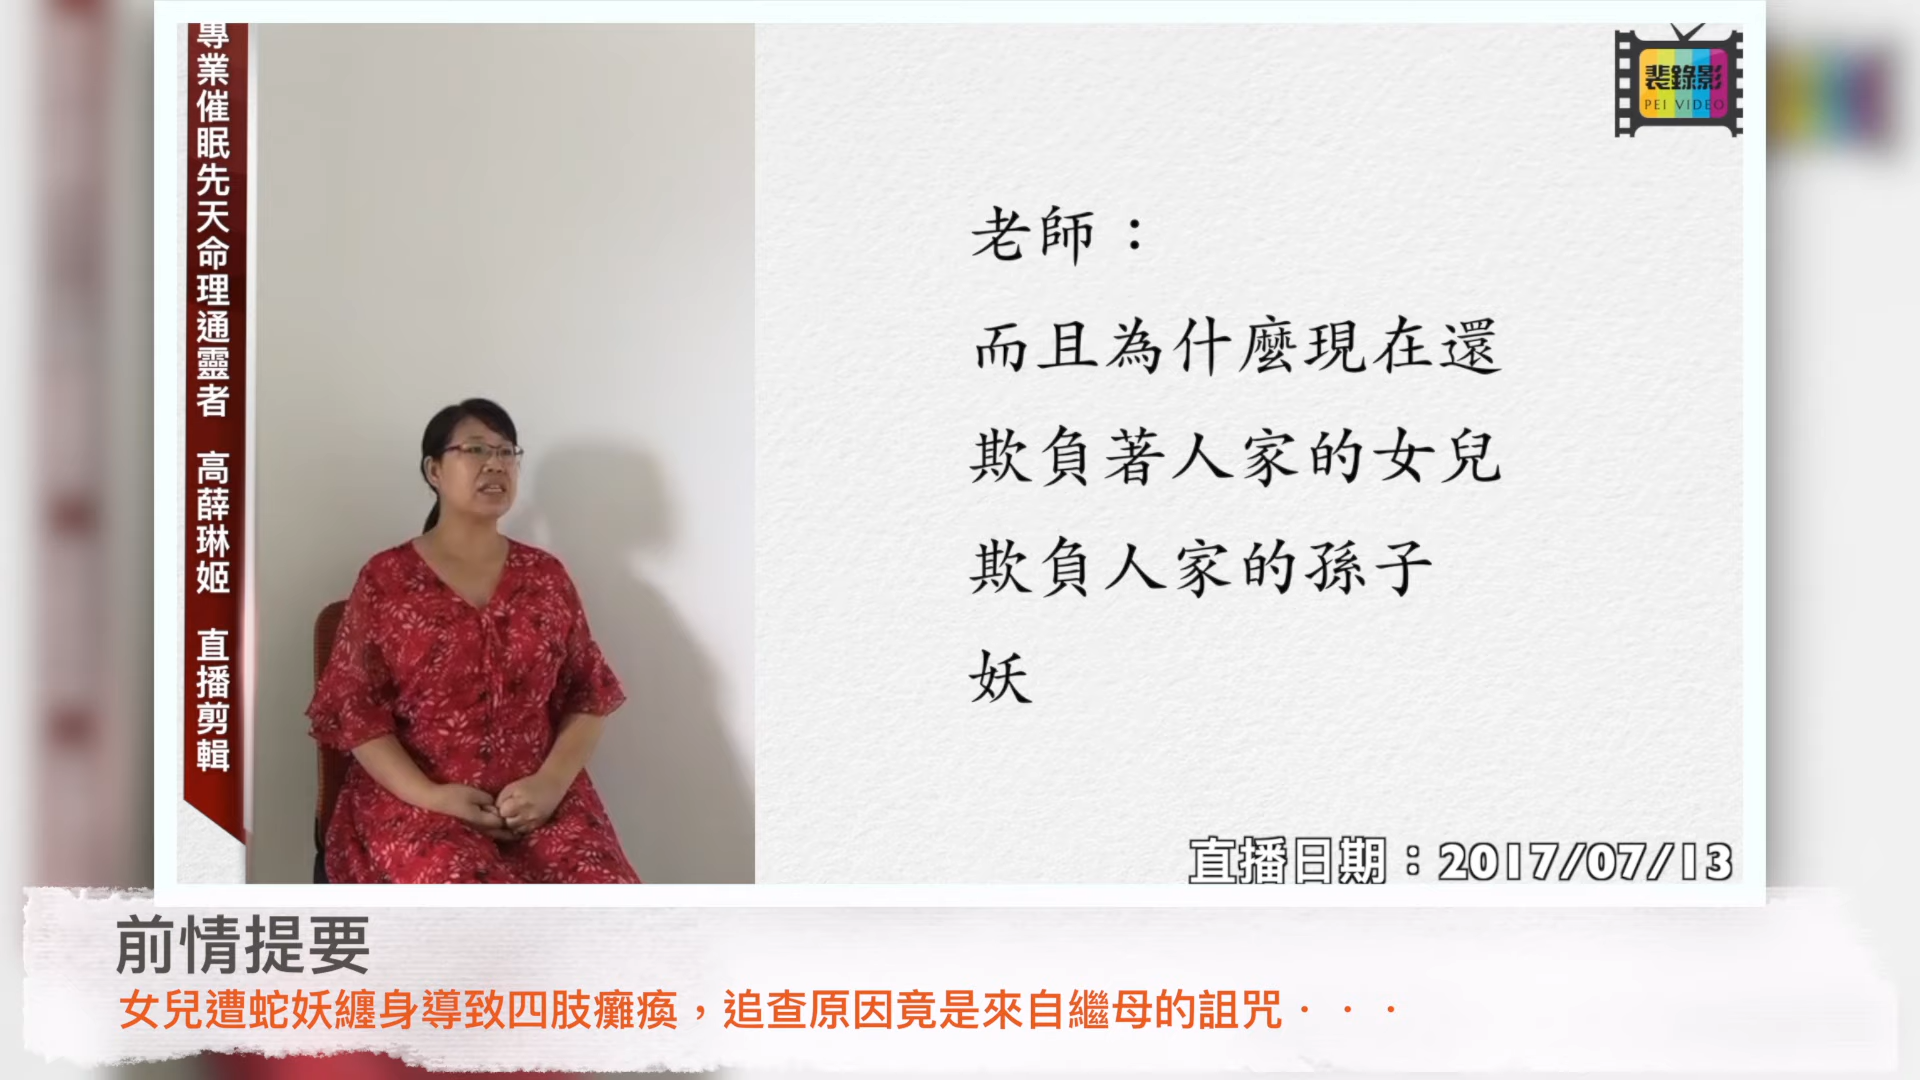 專業催眠先天命理通靈者 高薛琳姬 直播剪輯
裴錄影
PEI VIDEO
老師：
而且為什麼現在還
欺負著人家的女兒
欺負人家的孫子
妖
直播日期：2017/07/13
前情提要
女兒遭蛇妖纏身導致四肢癱瘓，追查原因竟是來自繼母的詛咒．．．